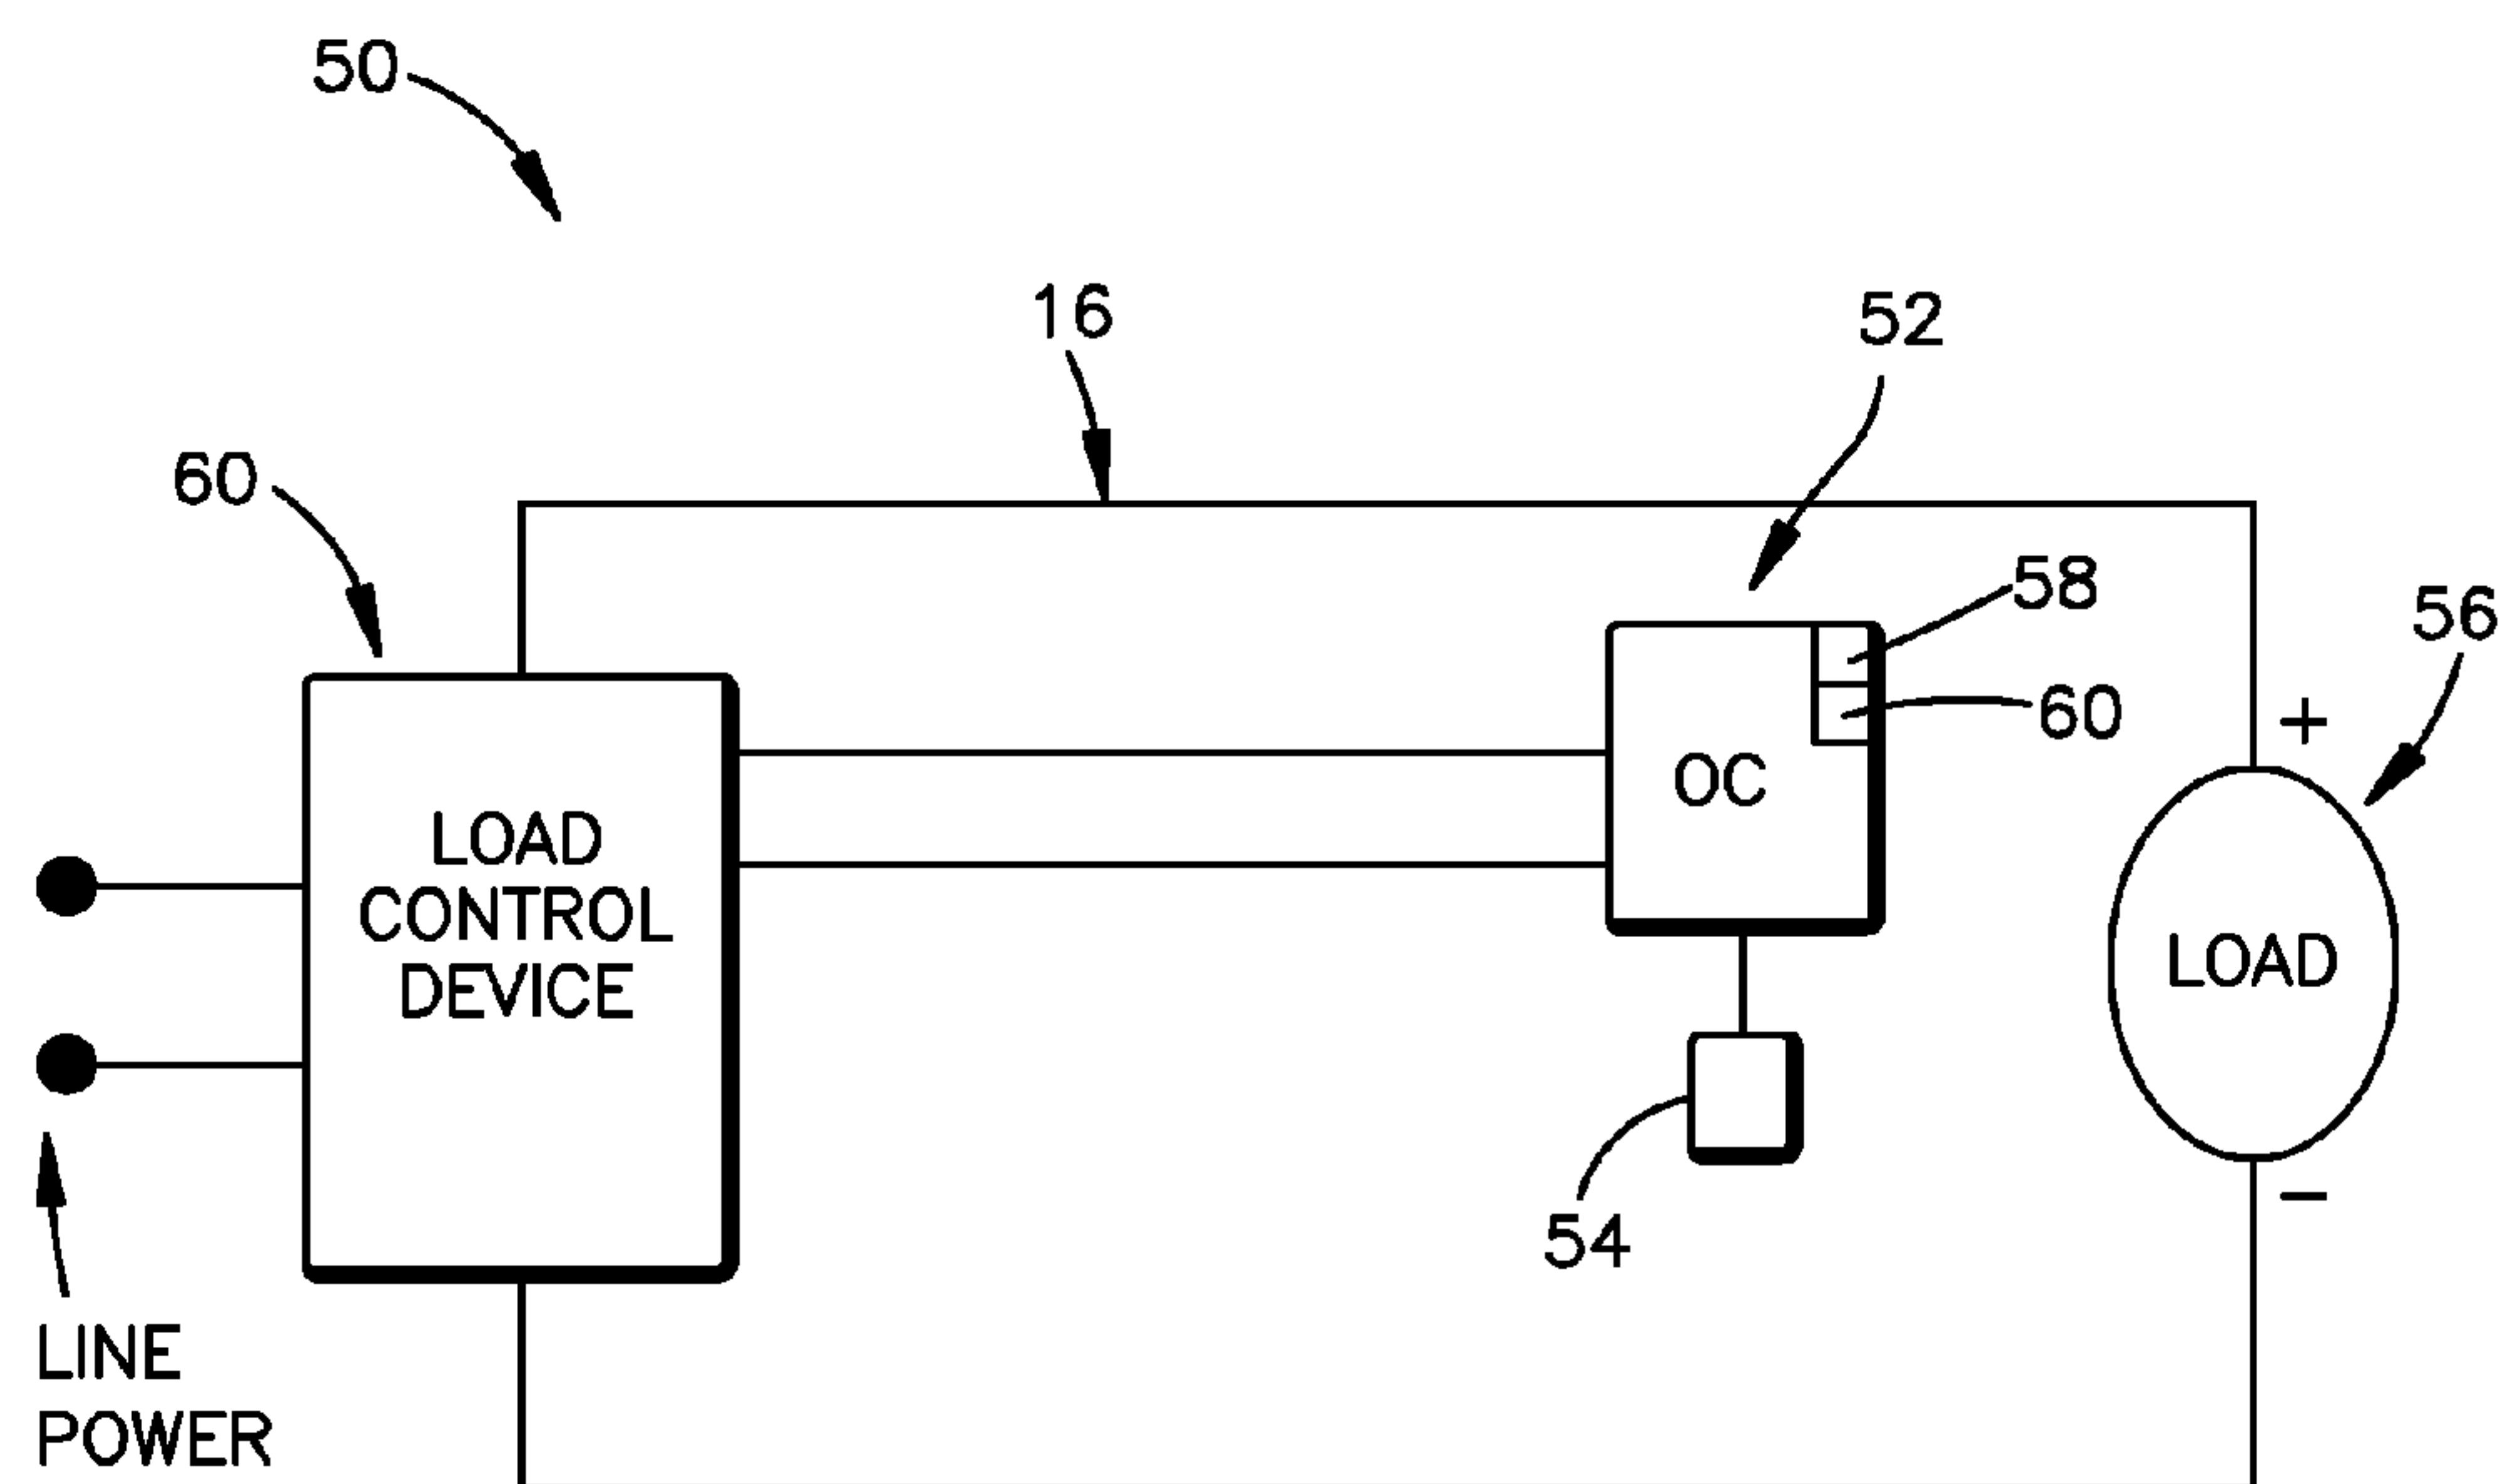 50
16
52
60
58
56
60
+
OC
LOAD
CONTROL
DEVICE
LOAD
−
54
LINE
POWER